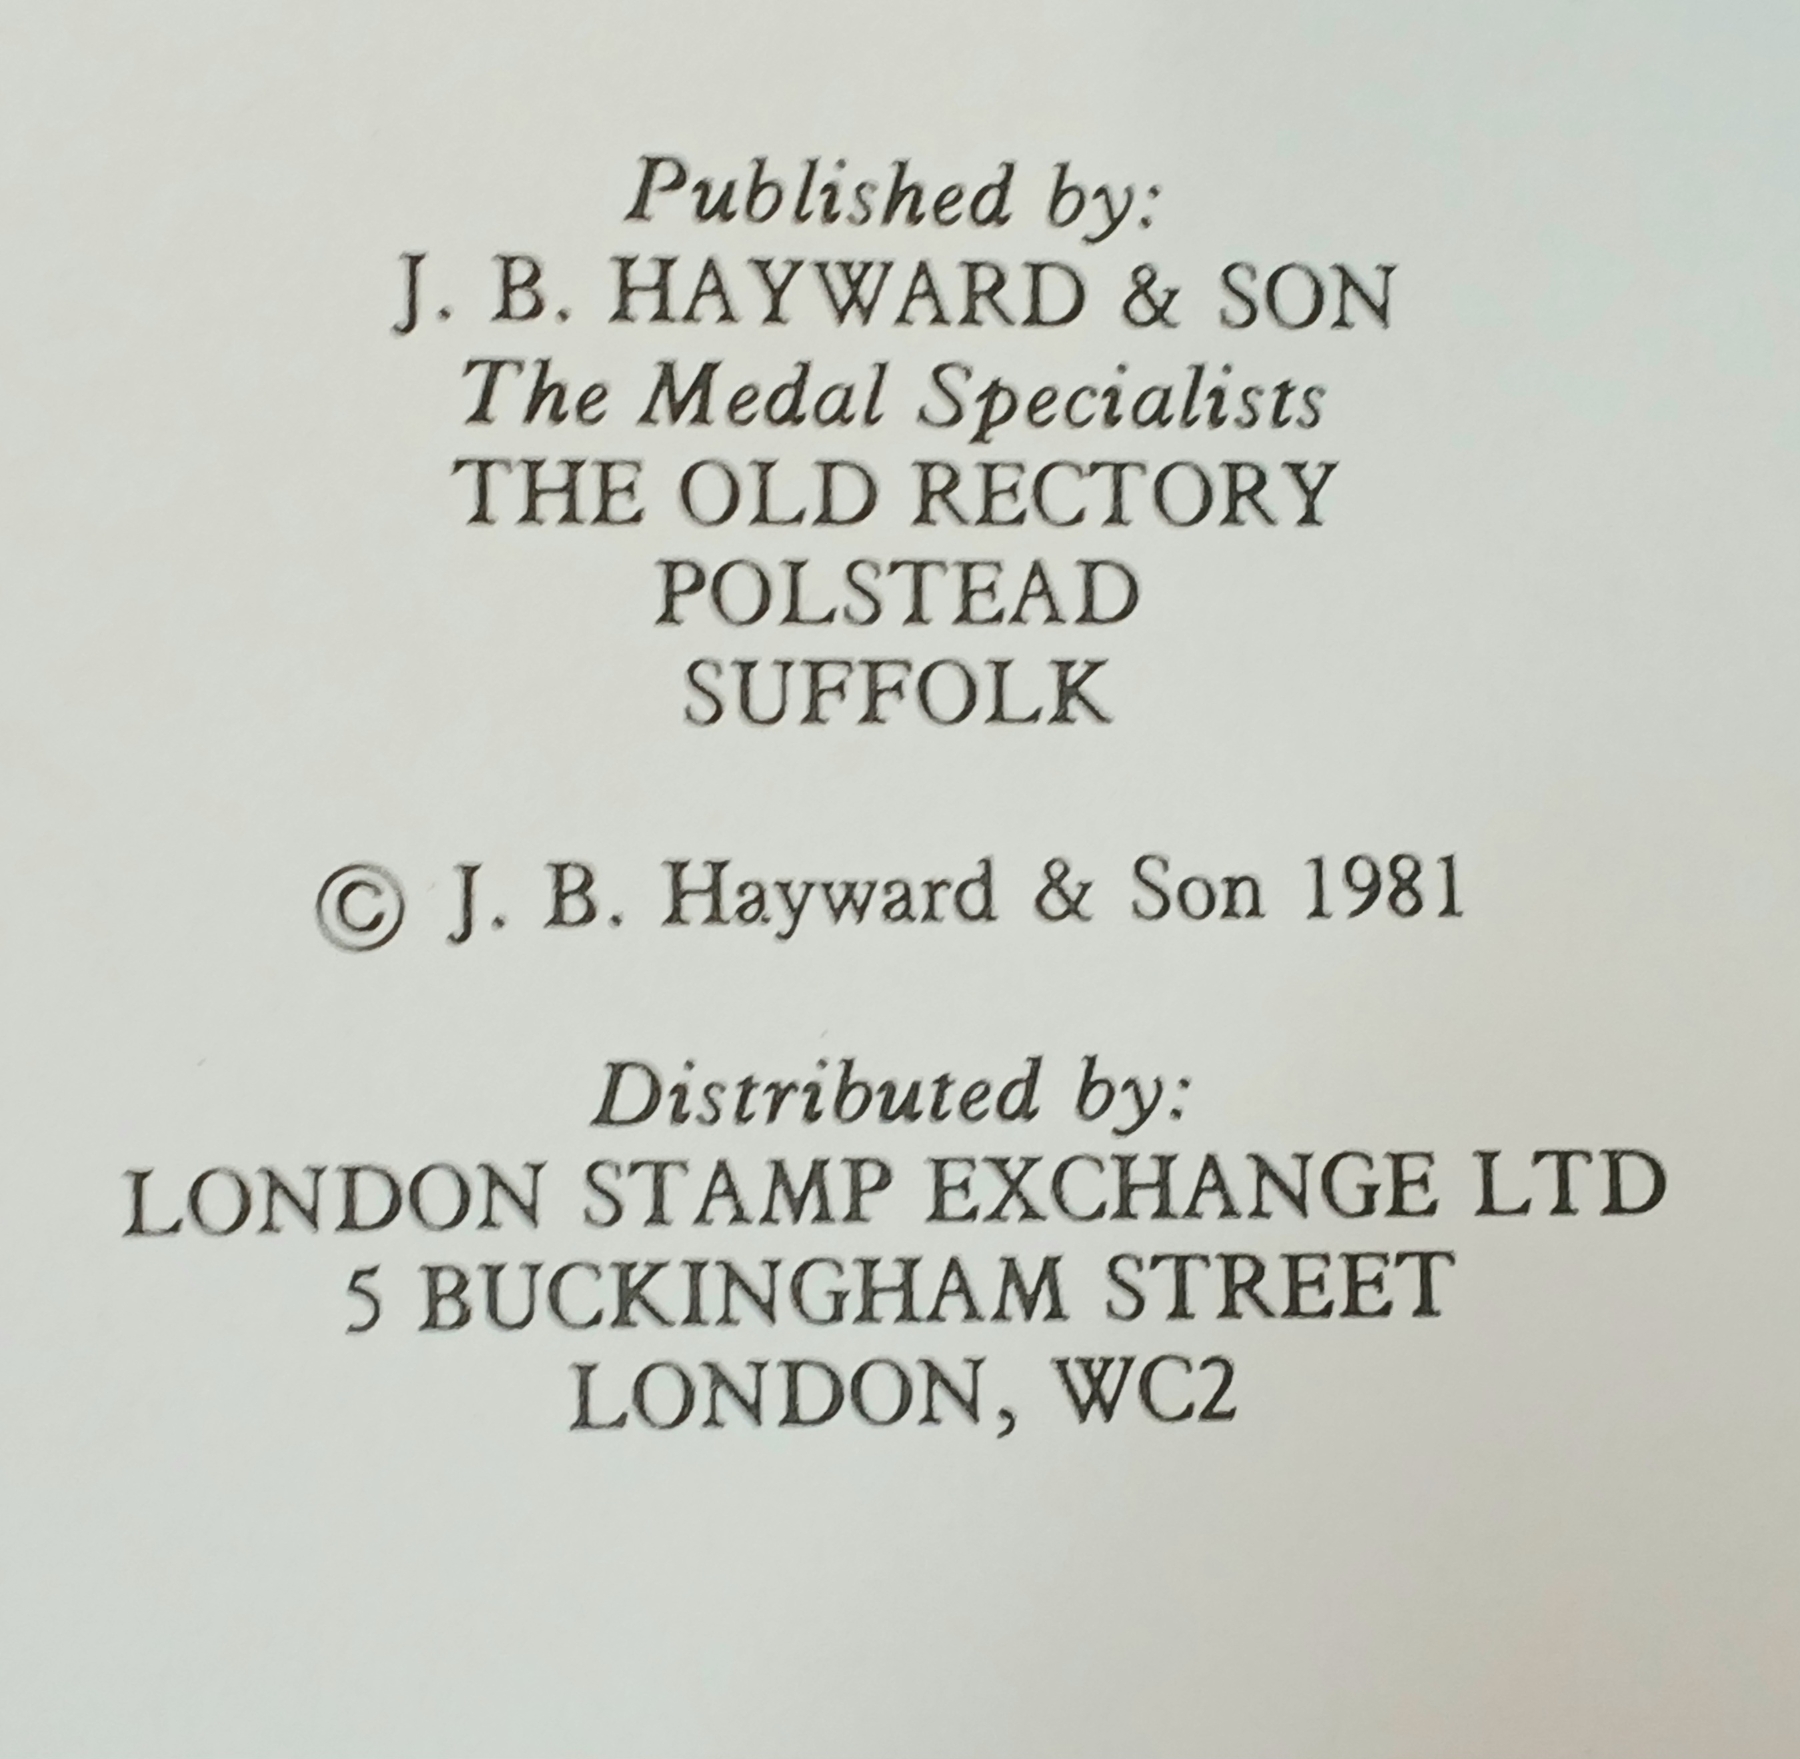 Published by:
J. B. HAYWARD & SON
The Medal Specialists
THE OLD RECTORY
POLSTEAD
SUFFOLK
© J. B. Hayward & Son 1981
Distributed by:
LONDON STAMP EXCHANGE LTD
5 BUCKINGHAM STREET
LONDON, WC2